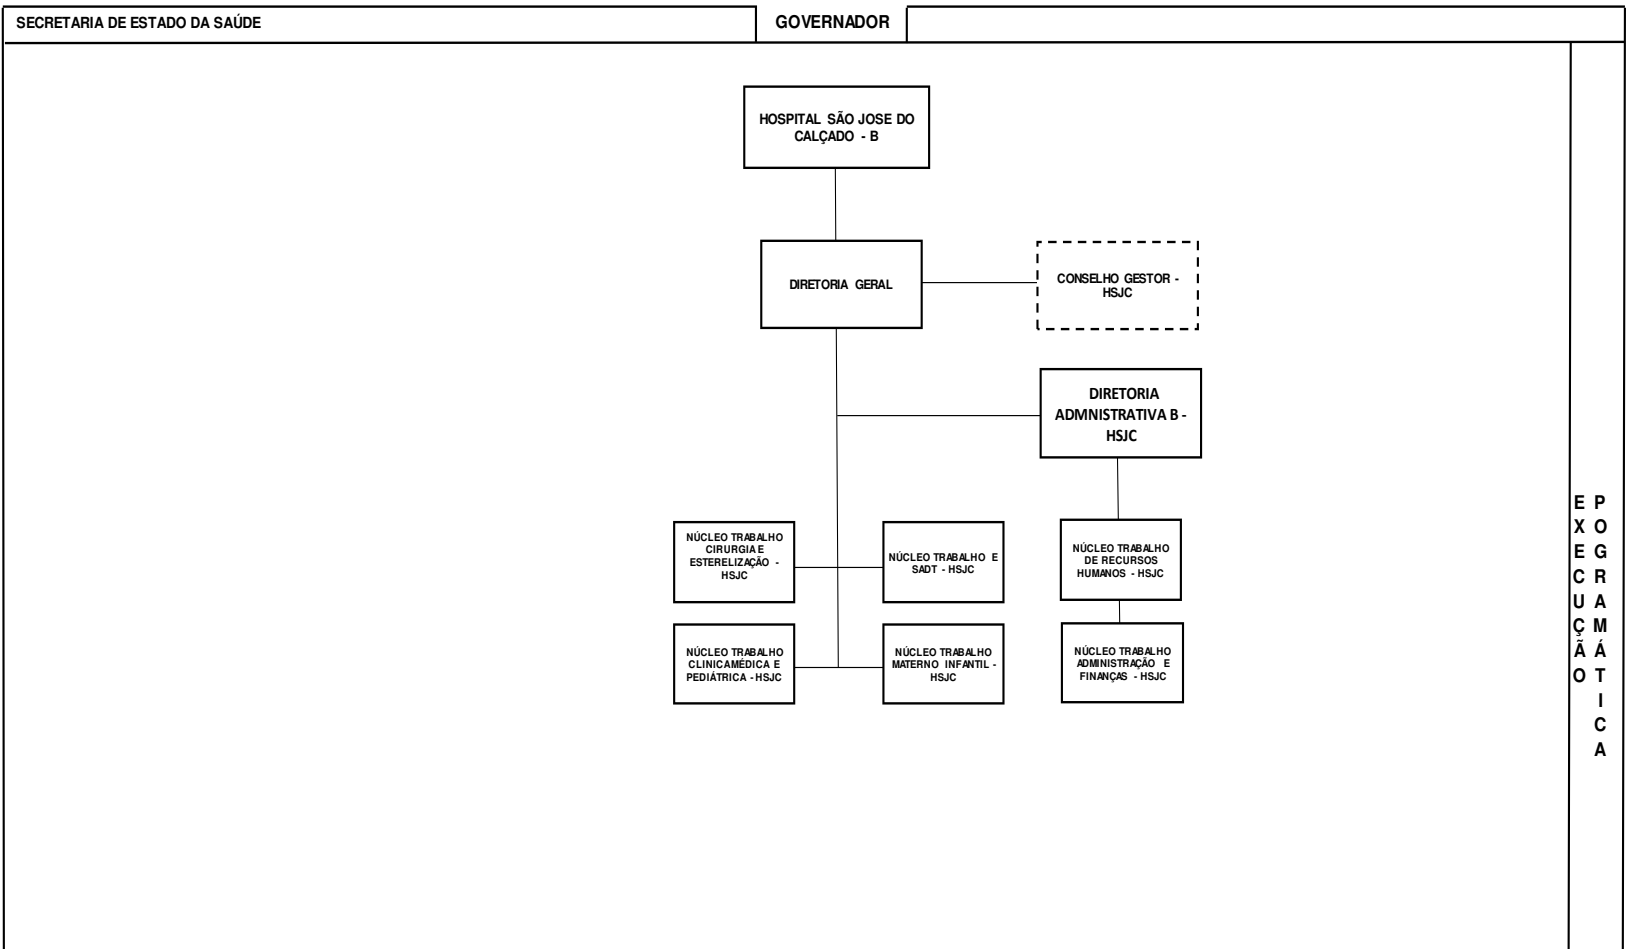 SECRETARIA DE ESTADO DA SAÚDE
GOVERNADOR
HOSPITAL SÃO JOSE DO
CALÇADO - B
DIRETORIA GERAL
CONSELHO GESTOR -
HSJC
DIRETORIA
ADMNISTRATIVA B -
HSJC
NÚCLEO TRABALHO
CIRURGIA E
ESTERELIZAÇÃO -
HSJC
NÚCLEO TRABALHO E
SADT - HSJC
NÚCLEO TRABALHO
DE RECURSOS
HUMANOS - HSJC
NÚCLEO TRABALHO
CLINICAMÉDICA E
PEDIÁTRICA - HSJC
NÚCLEO TRABALHO
MATERNO INFANTIL -
HSJC
NÚCLEO TRABALHO
ADMINISTRAÇÃO E
FINANÇAS - HSJC
EXECUÇÃO
POGRAMÁTICA